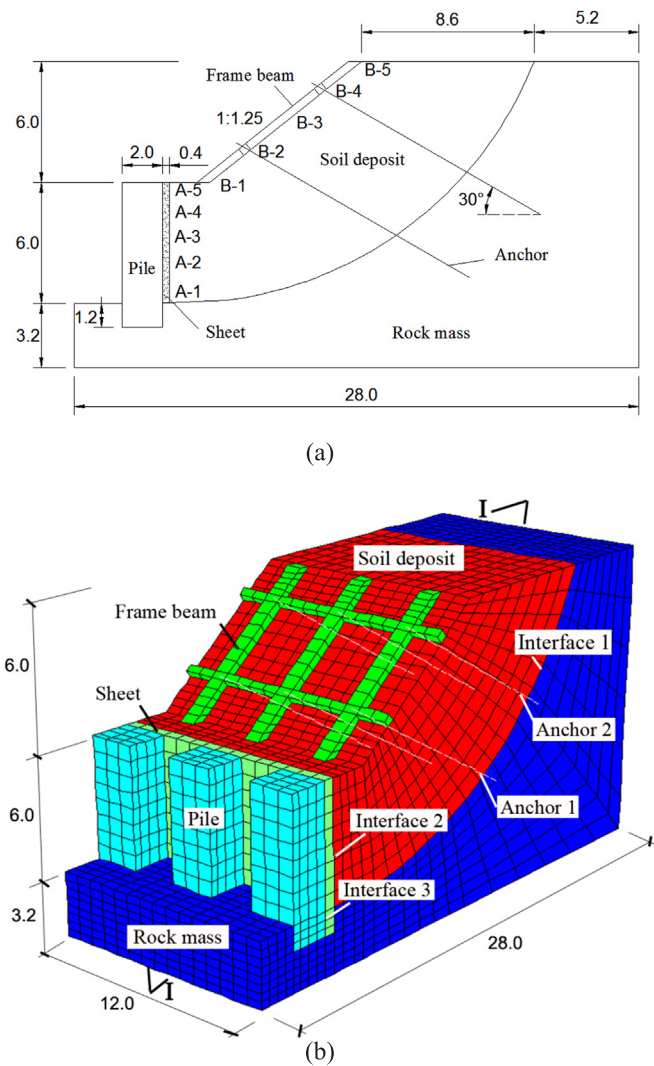 8.6
5.2
Frame beam
B-5
B-4
1:1.25
B-3
6.0
2.0
0.4
B-2
Soil deposit
A-5
B-1
A-4
30°
6.0
A-3
Anchor
Pile
A-2
A-1
1.2
Sheet
Rock mass
3.2
28.0
(a)
I
Soil deposit
Frame beam
Interface 1
6.0
Sheet
Anchor 2
Anchor 1
Pile
Interface 2
6.0
Interface 3
3.2
Rock mass
28.0
I
12.0
(b)